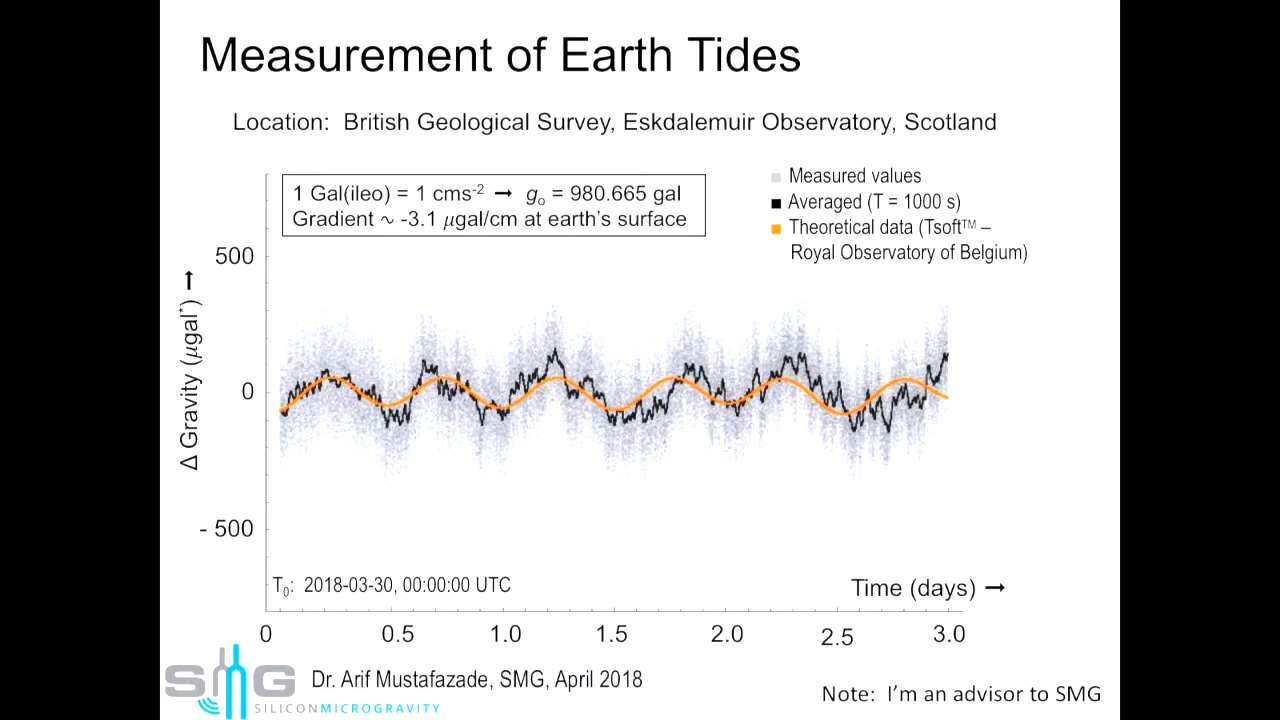 Measurement of Earth Tides
Location: British Geological Survey, Eskdalemuir Observatory, Scotland
1 Gal(ileo) = 1 cms⁻² → gₒ = 980.665 gal
Gradient ~ -3.1 μgal/cm at earth's surface
Measured values
Averaged (T = 1000 s)
Theoretical data (Tsoft™ –
Royal Observatory of Belgium)
Δ Gravity (μgal*) →
500
0
- 500
T₀: 2018-03-30, 00:00:00 UTC
Time (days) →
0 0.5 1.0 1.5 2.0 2.5 3.0
SMG
SILICONMICROGRAVITY
Dr. Arif Mustafazade, SMG, April 2018
Note: I'm an advisor to SMG